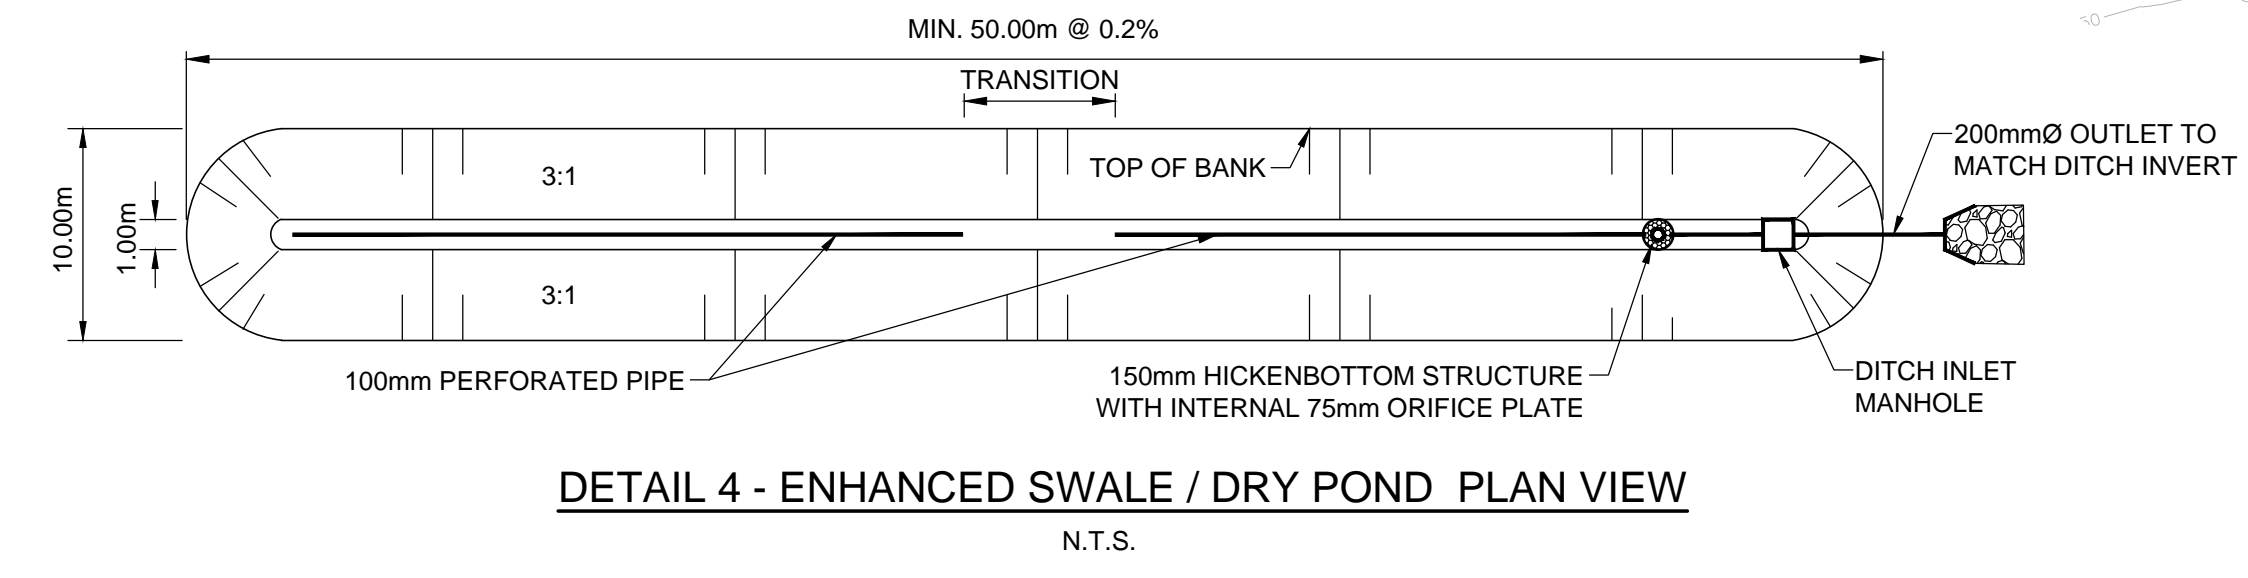 MIN. 50.00m @ 0.2%
TRANSITION
200mmØ OUTLET TO
MATCH DITCH INVERT
TOP OF BANK
3:1
10.00m
1.00m
3:1
100mm PERFORATED PIPE
150mm HICKENBOTTOM STRUCTURE
WITH INTERNAL 75mm ORIFICE PLATE
DITCH INLET
MANHOLE
DETAIL 4 - ENHANCED SWALE / DRY POND PLAN VIEW
N.T.S.